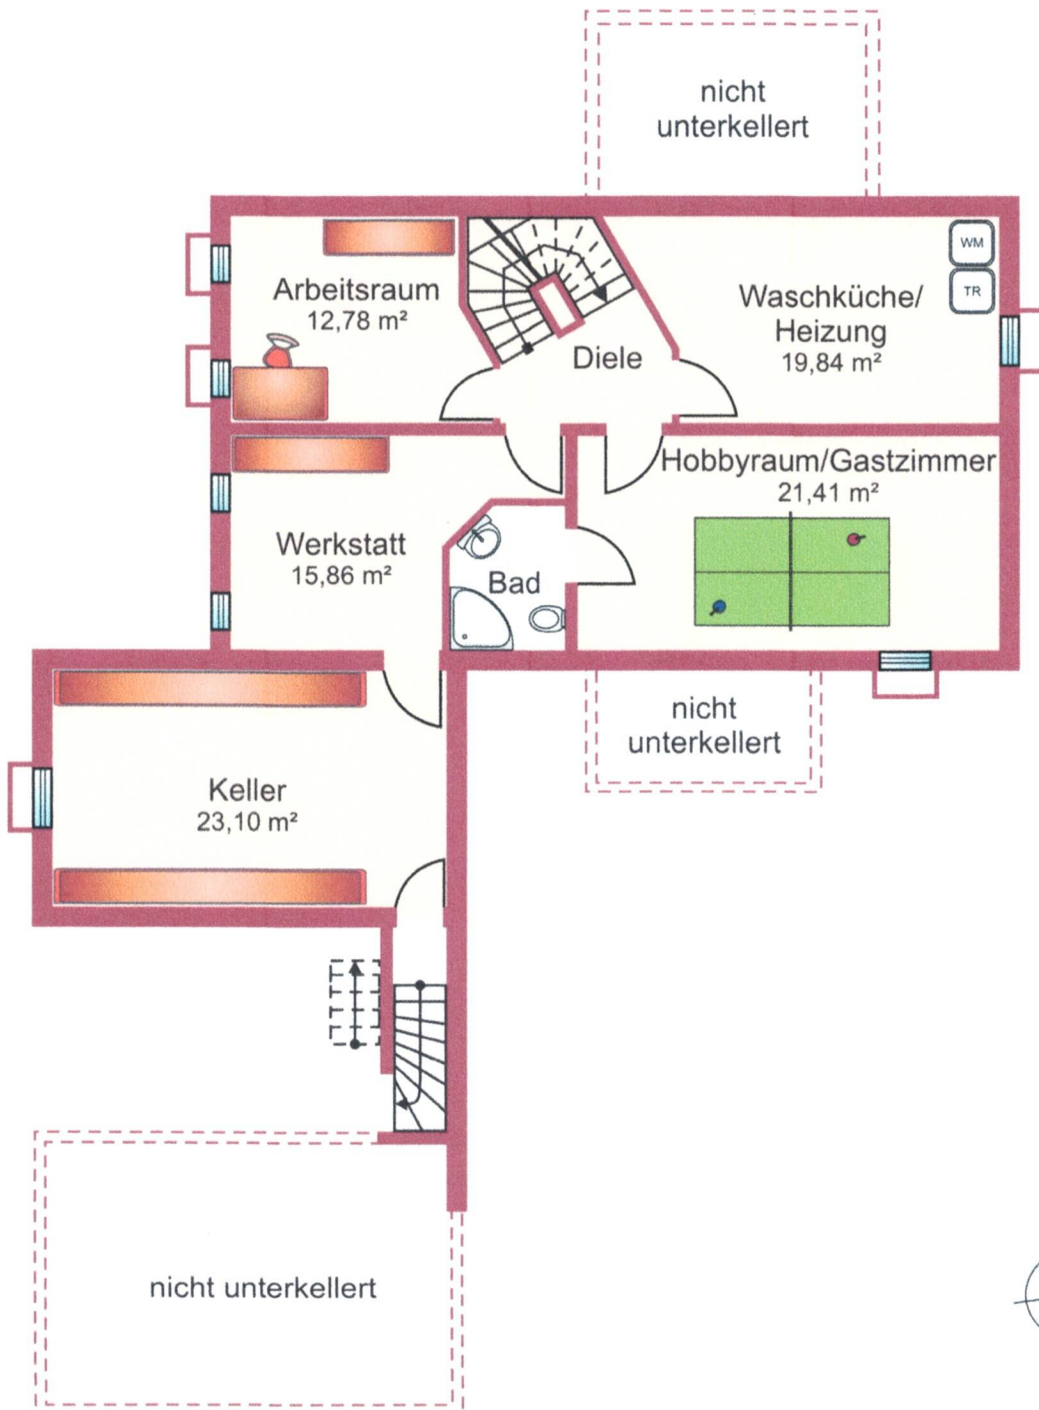 nicht
unterkellert
Arbeitsraum
12,78 m²
WM
TR
Waschküche/
Heizung
19,84 m²
Diele
Hobbyraum/Gastzimmer
21,41 m²
Werkstatt
15,86 m²
Bad
nicht
unterkellert
Keller
23,10 m²
nicht unterkellert